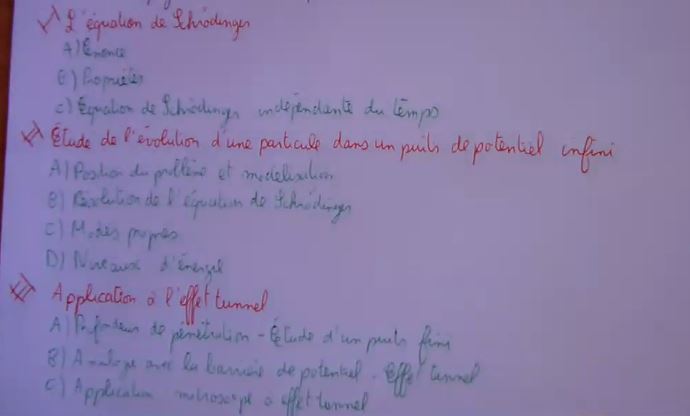 I) L'équation de Schrödinger
A) Énoncé
B) Propriétés
C) Équation de Schrödinger indépendante du temps
II) Étude de l'évolution d'une particule dans un puits de potentiel infini
A) Position du problème et modélisation
B) Résolution de l'équation de Schrödinger
C) Modes propres
D) Niveaux d'énergie
III) Application à l'effet tunnel
A) Profondeur de pénétration - Étude d'un puits fini
B) Analogie avec la barrière de potentiel - Effet tunnel
C) Application microscope à effet tunnel